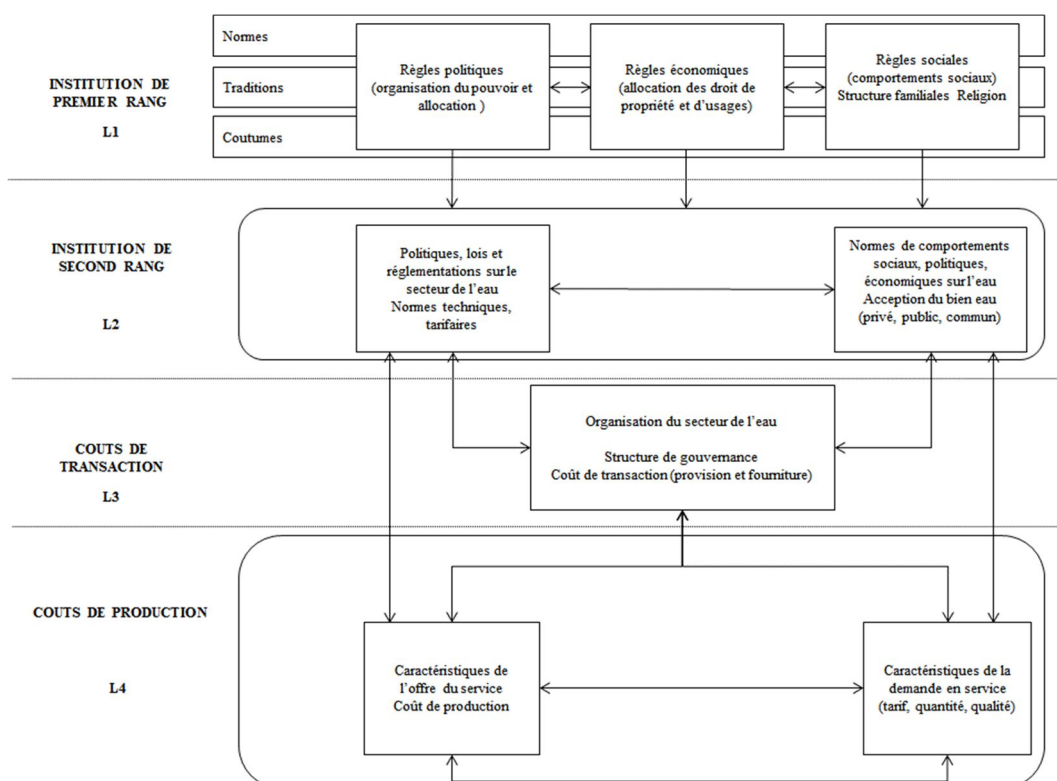 Normes
INSTITUTION DE
PREMIER RANG
L1
Traditions
Coutumes
Règles politiques
(organisation du pouvoir et
allocation )
Règles économiques
(allocation des droit de
propriété et d'usages)
Règles sociales
(comportements sociaux)
Structure familiales Religion
INSTITUTION DE
SECOND RANG
L2
Politiques, lois et
réglementations sur le
secteur de l'eau
Normes techniques,
tarifaires
Normes de comportements
sociaux, politiques,
économiques sur l'eau
Acception du bien eau
(privé, public, commun)
COUTS DE
TRANSACTION
L3
Organisation du secteur de l'eau
Structure de gouvernance
Coût de transaction (provision et fourniture)
COUTS DE PRODUCTION
L4
Caractéristiques de
l'offre du service
Coût de production
Caractéristiques de la
demande en service
(tarif, quantité, qualité)